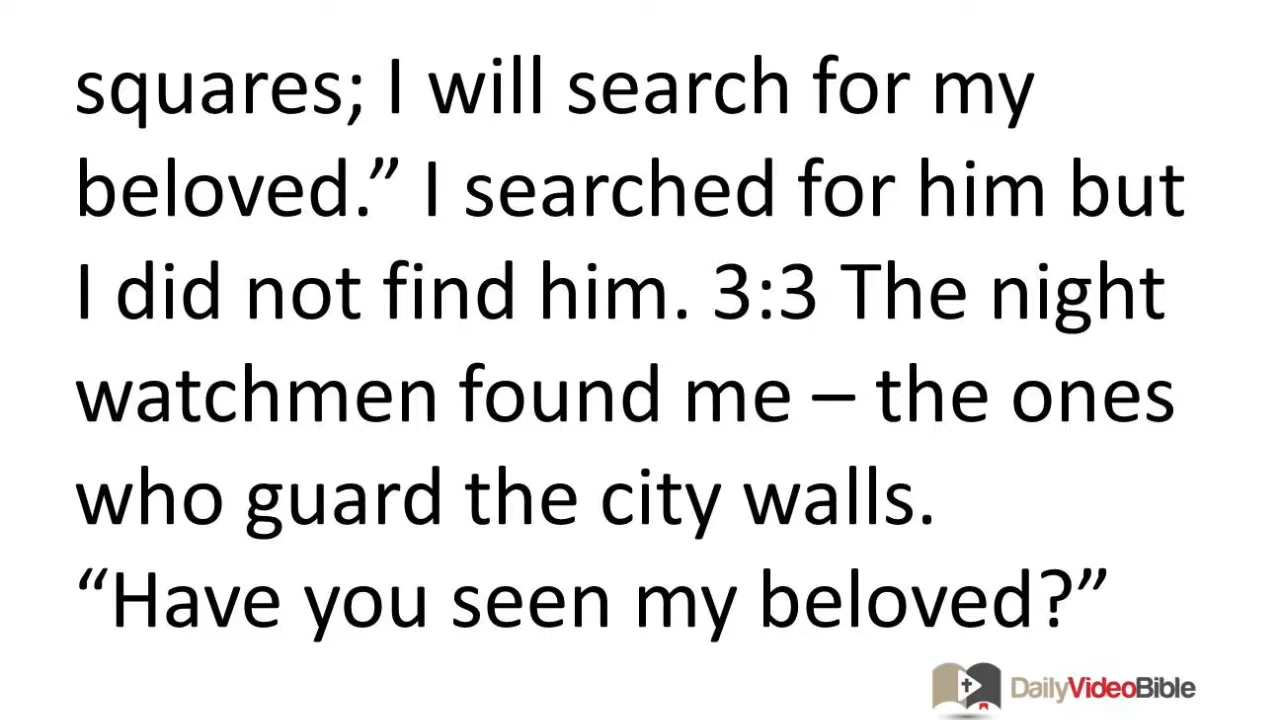 squares; I will search for my
beloved.” I searched for him but
I did not find him. 3:3 The night
watchmen found me – the ones
who guard the city walls.
“Have you seen my beloved?”
DailyVideoBible